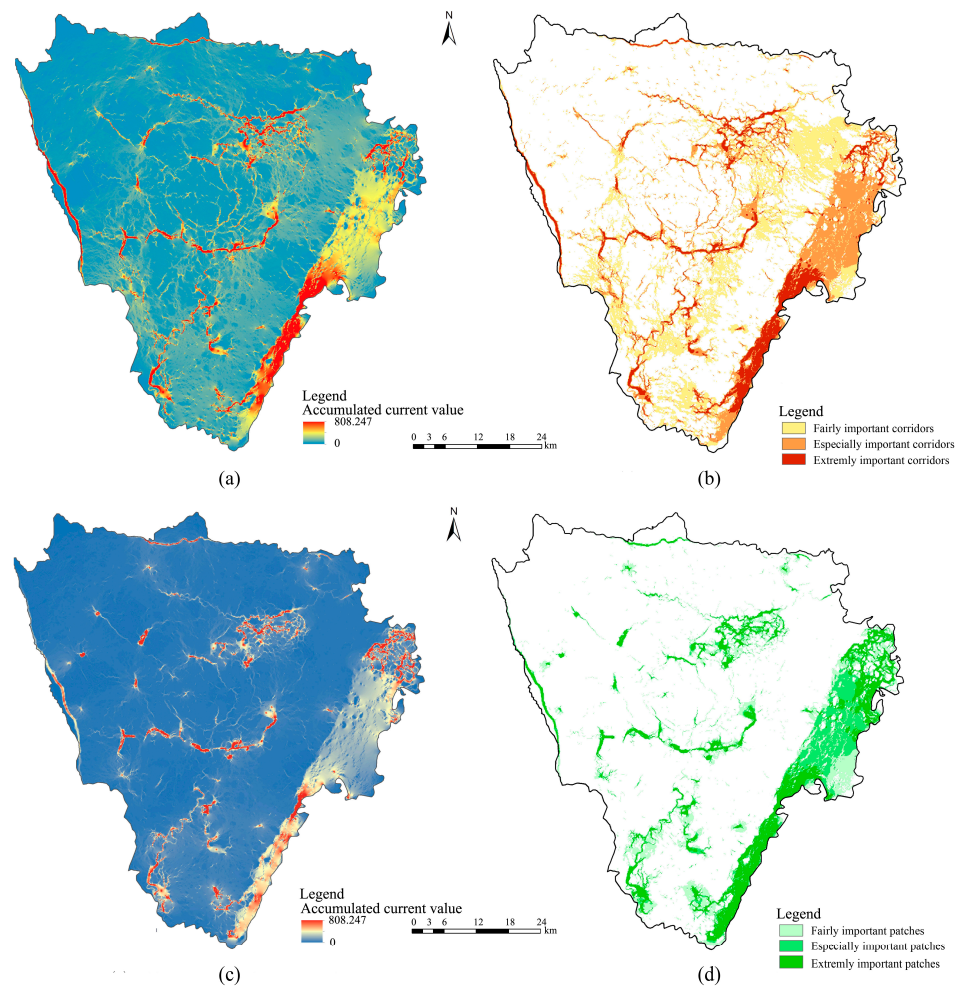 N
Legend
Accumulated current value
808.247
0
0 3 6 12 18 24
km
(a)
N
Legend
Fairly important corridors
Especially important corridors
Extremly important corridors
(b)
Legend
Accumulated current value
808.247
0
0 3 6 12 18 24
km
(c)
Legend
Fairly important patches
Especially important patches
Extremly important patches
(d)